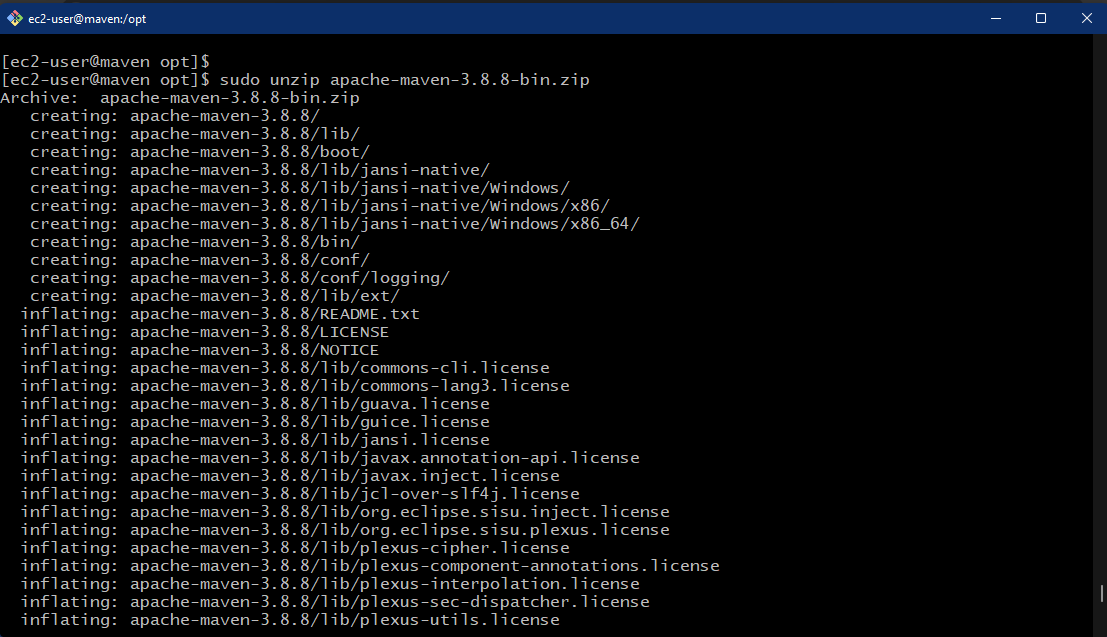 ec2-user@maven:/opt
[ec2-user@maven opt]$
[ec2-user@maven opt]$ sudo unzip apache-maven-3.8.8-bin.zip
Archive:  apache-maven-3.8.8-bin.zip
   creating: apache-maven-3.8.8/
   creating: apache-maven-3.8.8/lib/
   creating: apache-maven-3.8.8/boot/
   creating: apache-maven-3.8.8/lib/jansi-native/
   creating: apache-maven-3.8.8/lib/jansi-native/Windows/
   creating: apache-maven-3.8.8/lib/jansi-native/Windows/x86/
   creating: apache-maven-3.8.8/lib/jansi-native/Windows/x86_64/
   creating: apache-maven-3.8.8/bin/
   creating: apache-maven-3.8.8/conf/
   creating: apache-maven-3.8.8/conf/logging/
   creating: apache-maven-3.8.8/lib/ext/
  inflating: apache-maven-3.8.8/README.txt
  inflating: apache-maven-3.8.8/LICENSE
  inflating: apache-maven-3.8.8/NOTICE
  inflating: apache-maven-3.8.8/lib/commons-cli.license
  inflating: apache-maven-3.8.8/lib/commons-lang3.license
  inflating: apache-maven-3.8.8/lib/guava.license
  inflating: apache-maven-3.8.8/lib/guice.license
  inflating: apache-maven-3.8.8/lib/jansi.license
  inflating: apache-maven-3.8.8/lib/javax.annotation-api.license
  inflating: apache-maven-3.8.8/lib/javax.inject.license
  inflating: apache-maven-3.8.8/lib/jcl-over-slf4j.license
  inflating: apache-maven-3.8.8/lib/org.eclipse.sisu.inject.license
  inflating: apache-maven-3.8.8/lib/org.eclipse.sisu.plexus.license
  inflating: apache-maven-3.8.8/lib/plexus-cipher.license
  inflating: apache-maven-3.8.8/lib/plexus-component-annotations.license
  inflating: apache-maven-3.8.8/lib/plexus-interpolation.license
  inflating: apache-maven-3.8.8/lib/plexus-sec-dispatcher.license
  inflating: apache-maven-3.8.8/lib/plexus-utils.license